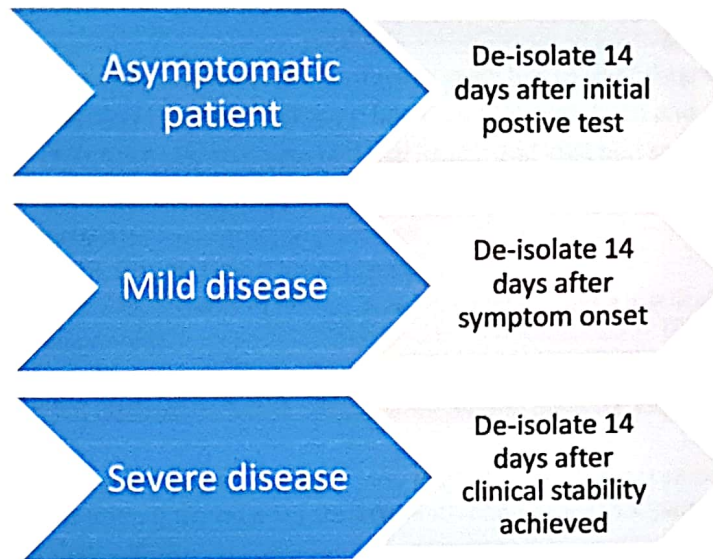 Asymptomatic
patient
De-isolate 14
days after initial
postive test
Mild disease
De-isolate 14
days after
symptom onset
Severe disease
De-isolate 14
days after
clinical stability
achieved